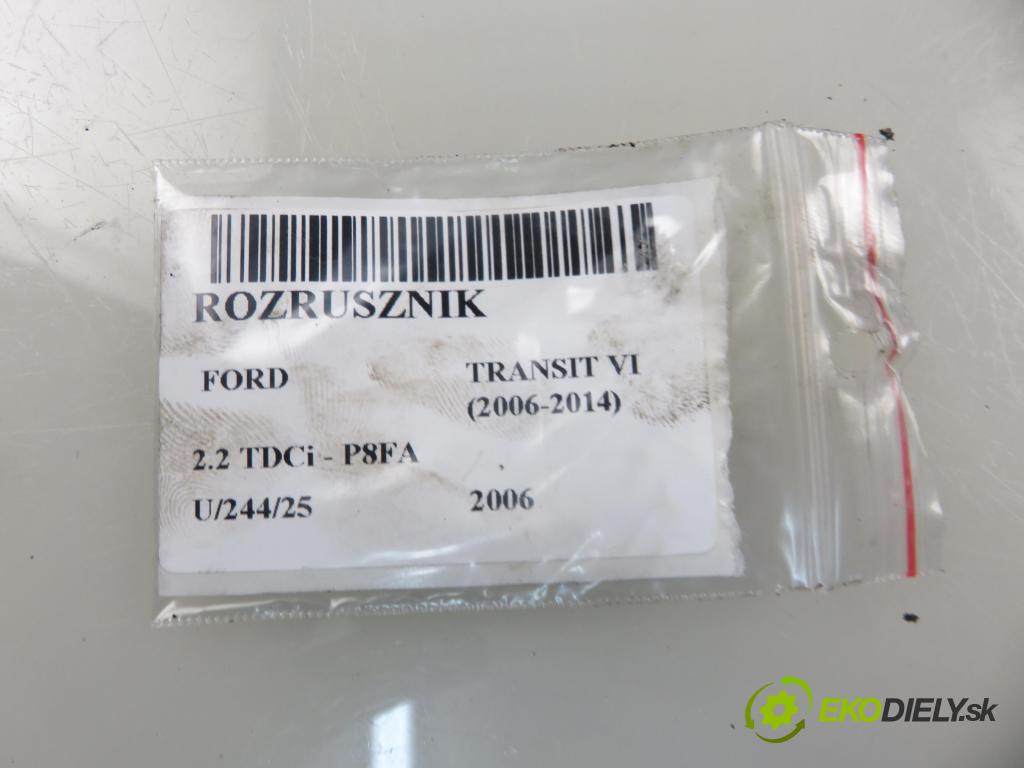 ROZRUSZNIK
FORD TRANSIT VI
(2006-2014)
2.2 TDCi - P8FA
U/244/25 2006
EKODIELY.sk